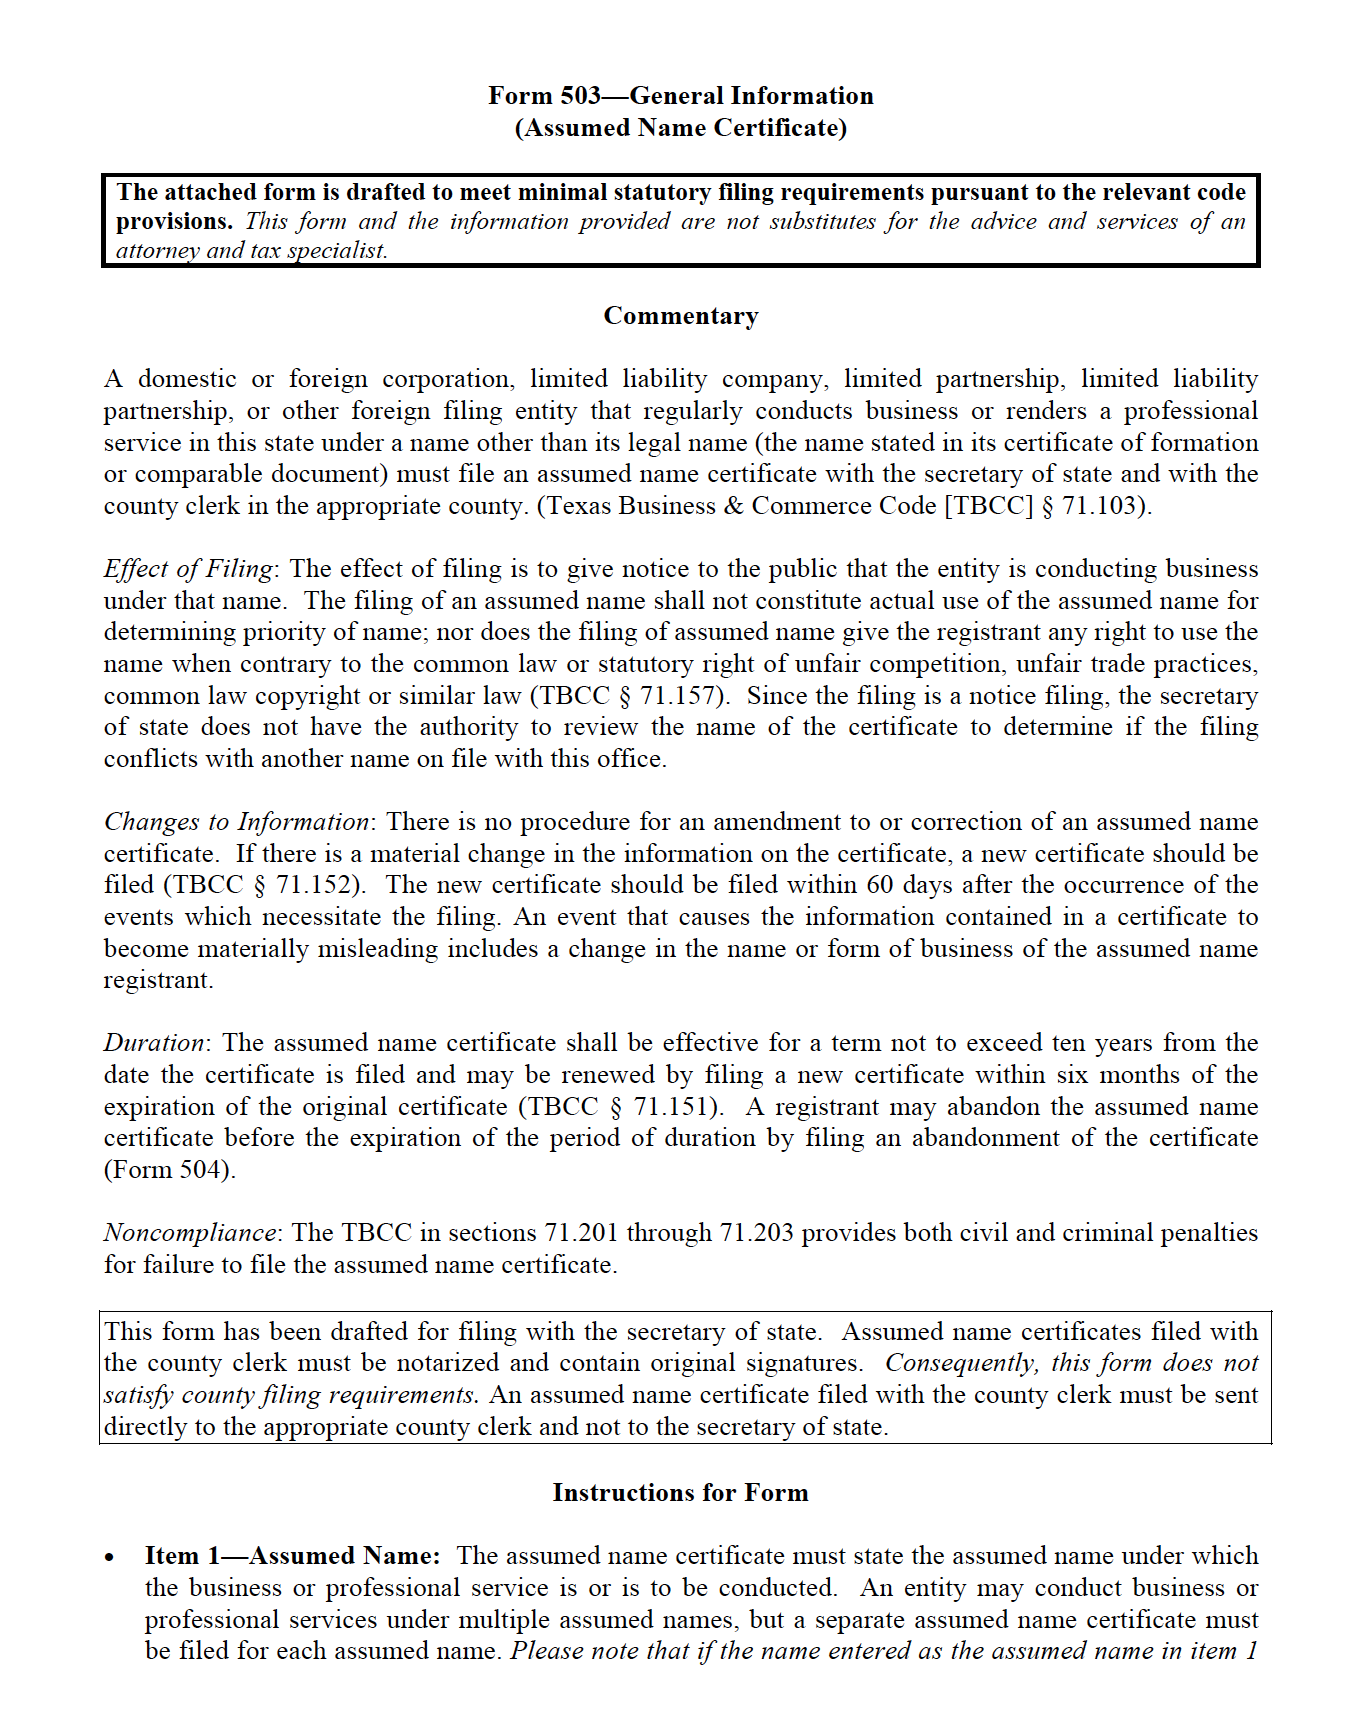 Form 503—General Information
(Assumed Name Certificate)
The attached form is drafted to meet minimal statutory filing requirements pursuant to the relevant code
provisions. This form and the information provided are not substitutes for the advice and services of an
attorney and tax specialist.
Commentary
A domestic or foreign corporation, limited liability company, limited partnership, limited liability
partnership, or other foreign filing entity that regularly conducts business or renders a professional
service in this state under a name other than its legal name (the name stated in its certificate of formation
or comparable document) must file an assumed name certificate with the secretary of state and with the
county clerk in the appropriate county. (Texas Business & Commerce Code [TBCC] § 71.103).
Effect of Filing: The effect of filing is to give notice to the public that the entity is conducting business
under that name. The filing of an assumed name shall not constitute actual use of the assumed name for
determining priority of name; nor does the filing of assumed name give the registrant any right to use the
name when contrary to the common law or statutory right of unfair competition, unfair trade practices,
common law copyright or similar law (TBCC § 71.157). Since the filing is a notice filing, the secretary
of state does not have the authority to review the name of the certificate to determine if the filing
conflicts with another name on file with this office.
Changes to Information: There is no procedure for an amendment to or correction of an assumed name
certificate. If there is a material change in the information on the certificate, a new certificate should be
filed (TBCC § 71.152). The new certificate should be filed within 60 days after the occurrence of the
events which necessitate the filing. An event that causes the information contained in a certificate to
become materially misleading includes a change in the name or form of business of the assumed name
registrant.
Duration: The assumed name certificate shall be effective for a term not to exceed ten years from the
date the certificate is filed and may be renewed by filing a new certificate within six months of the
expiration of the original certificate (TBCC § 71.151). A registrant may abandon the assumed name
certificate before the expiration of the period of duration by filing an abandonment of the certificate
(Form 504).
Noncompliance: The TBCC in sections 71.201 through 71.203 provides both civil and criminal penalties
for failure to file the assumed name certificate.
This form has been drafted for filing with the secretary of state. Assumed name certificates filed with
the county clerk must be notarized and contain original signatures. Consequently, this form does not
satisfy county filing requirements. An assumed name certificate filed with the county clerk must be sent
directly to the appropriate county clerk and not to the secretary of state.
Instructions for Form
• Item 1—Assumed Name: The assumed name certificate must state the assumed name under which
the business or professional service is or is to be conducted. An entity may conduct business or
professional services under multiple assumed names, but a separate assumed name certificate must
be filed for each assumed name. Please note that if the name entered as the assumed name in item 1